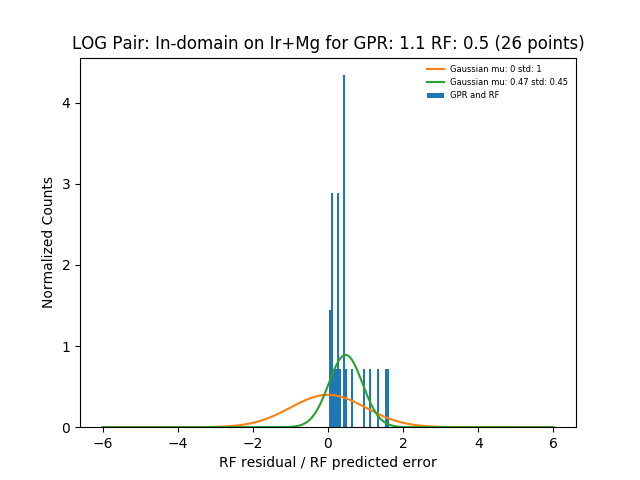 LOG Pair: In-domain on Ir+Mg for GPR: 1.1 RF: 0.5 (26 points)
Gaussian mu: 0 std: 1
Gaussian mu: 0.47 std: 0.45
GPR and RF
Normalized Counts
4
3
2
1
0
−6
−4
−2
0
2
4
6
RF residual / RF predicted error